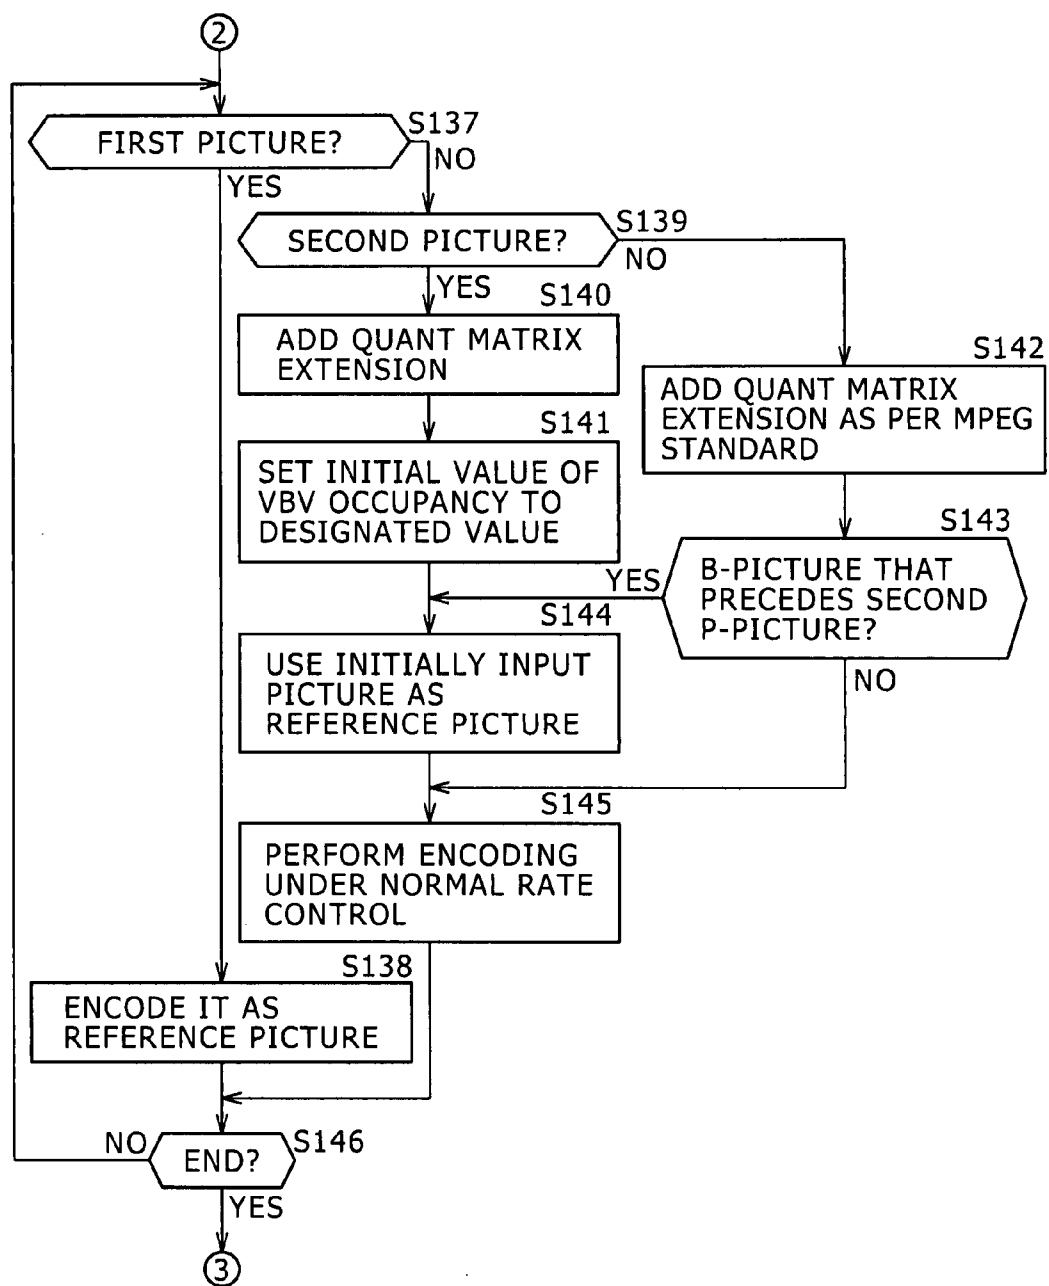 2
FIRST PICTURE?
S137
NO
YES
SECOND PICTURE?
S139
NO
YES
S140
ADD QUANT MATRIX
EXTENSION
S142
ADD QUANT MATRIX
EXTENSION AS PER MPEG
STANDARD
S141
SET INITIAL VALUE OF
VBV OCCUPANCY TO
DESIGNATED VALUE
S143
B-PICTURE THAT
PRECEDES SECOND
P-PICTURE?
YES
NO
S144
USE INITIALLY INPUT
PICTURE AS
REFERENCE PICTURE
S145
PERFORM ENCODING
UNDER NORMAL RATE
CONTROL
S138
ENCODE IT AS
REFERENCE PICTURE
NO
S146
END?
YES
3